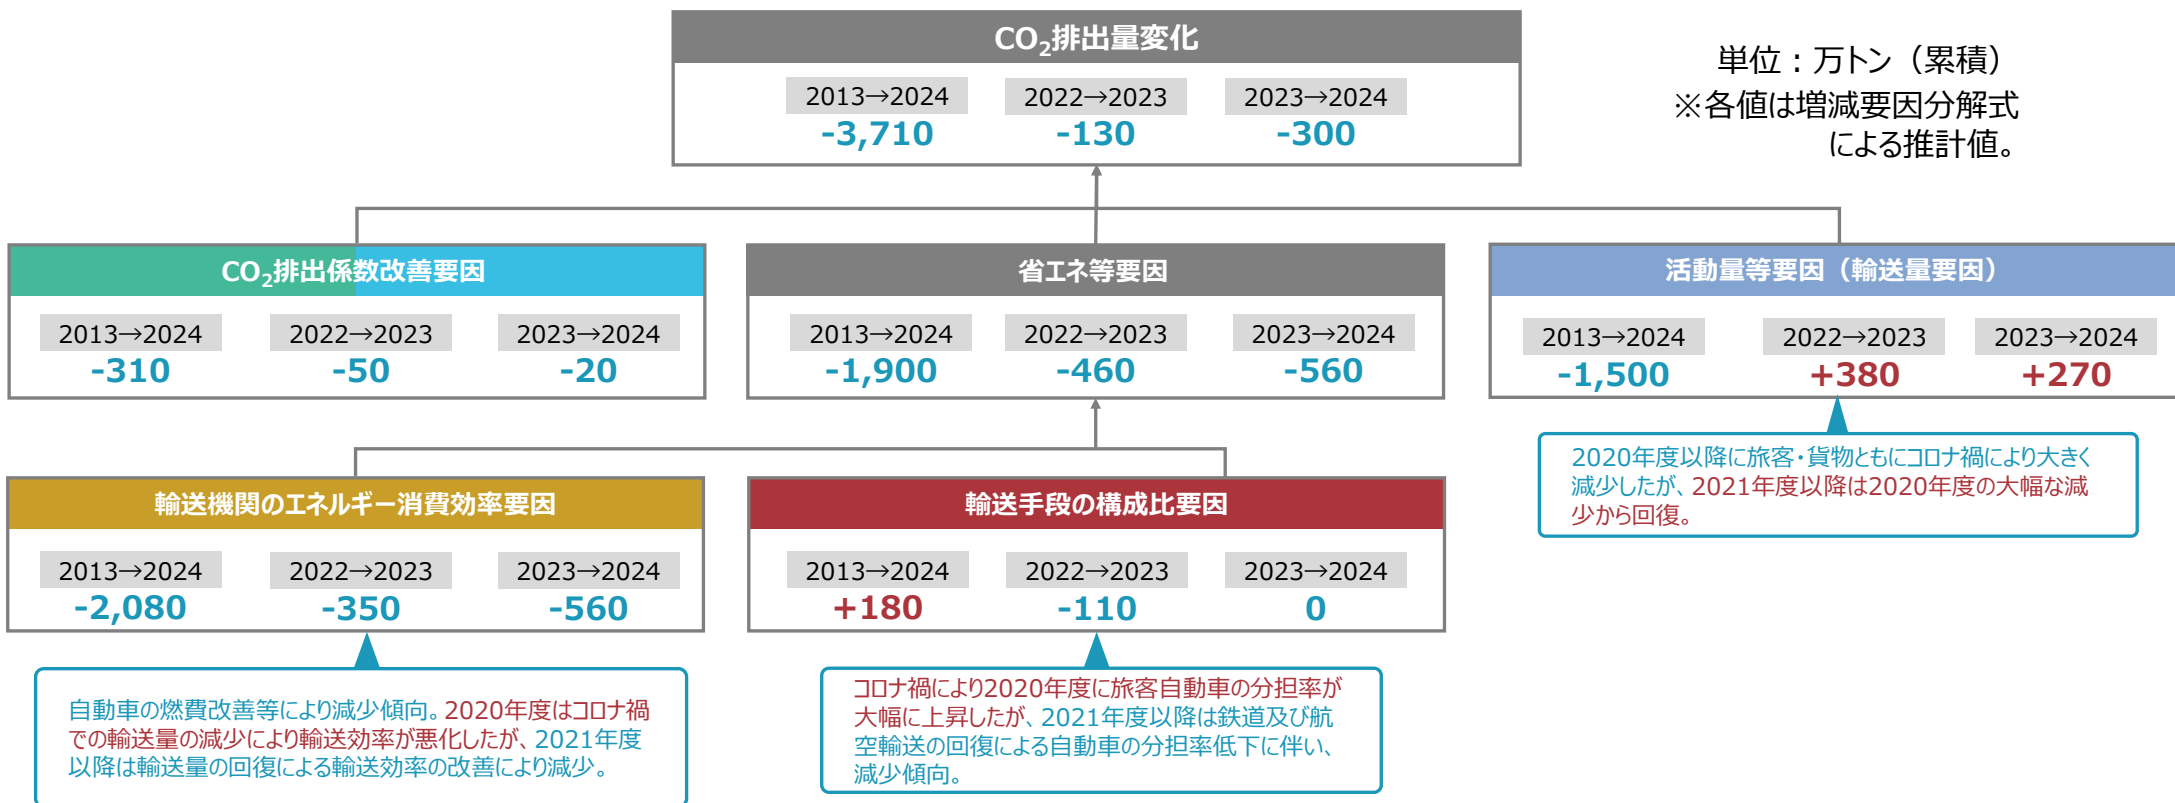 CO₂排出量変化
2013→2024 2022→2023 2023→2024
-3,710 -130 -300
単位：万トン（累積）
※各値は増減要因分解式
による推計値。
CO₂排出係数改善要因
2013→2024 2022→2023 2023→2024
-310 -50 -20
省エネ等要因
2013→2024 2022→2023 2023→2024
-1,900 -460 -560
活動量等要因（輸送量要因）
2013→2024 2022→2023 2023→2024
-1,500 +380 +270
2020年度以降に旅客・貨物ともにコロナ禍により大きく
減少したが、2021年度以降は2020年度の大幅な減
少から回復。
輸送機関のエネルギー消費効率要因
2013→2024 2022→2023 2023→2024
-2,080 -350 -560
輸送手段の構成比要因
2013→2024 2022→2023 2023→2024
+180 -110 0
自動車の燃費改善等により減少傾向。2020年度はコロナ禍
での輸送量の減少により輸送効率が悪化したが、2021年度
以降は輸送量の回復による輸送効率の改善により減少。
コロナ禍により2020年度に旅客自動車の分担率が
大幅に上昇したが、2021年度以降は鉄道及び航
空輸送の回復による自動車の分担率低下に伴い、
減少傾向。